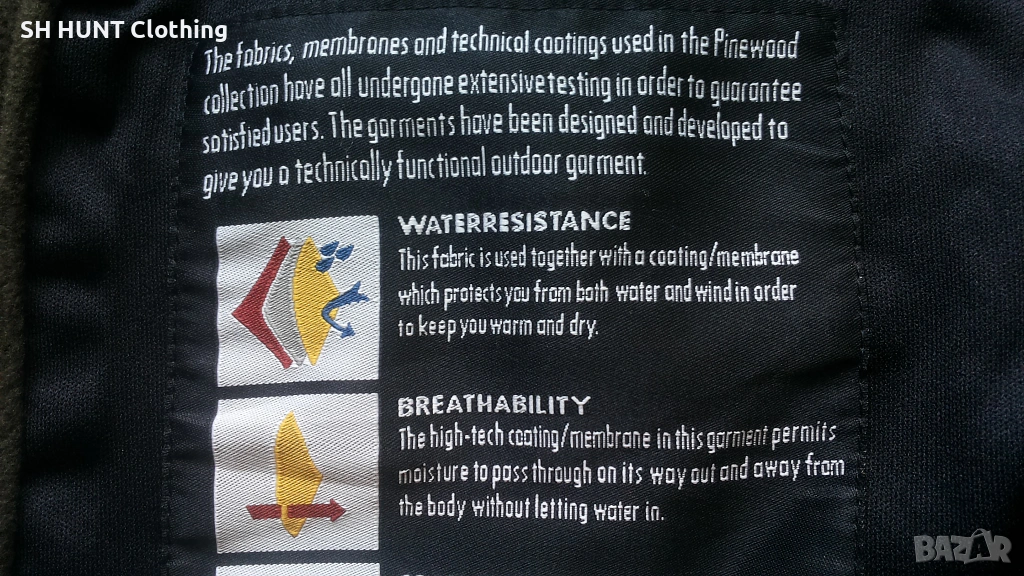 SH HUNT Clothing
The fabrics, membranes and technical coatings used in the Pinewood
collection have all undergone extensive testing in order to guarantee
satisfied users. The garments have been designed and developed to
give you a technically functional outdoor garment.
WATERRESISTANCE
This fabric is used together with a coating/membrane
which protects you from both water and wind in order
to keep you warm and dry.
BREATHABILITY
The high-tech coating/membrane in this garment permits
moisture to pass through on its way out and away from
the body without letting water in.
BAZAR